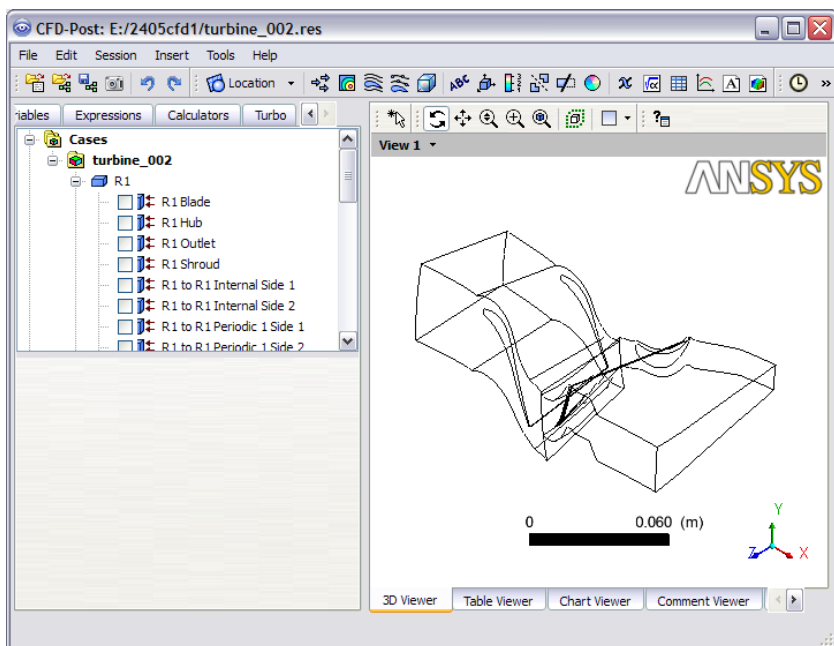 CFD-Post: E:/2405cfd1/turbine_002.res
File Edit Session Insert Tools Help
Location
ABC
A
»
iables Expressions Calculators Turbo
View 1
ANSYS
Cases
turbine_002
R1
R1 Blade
R1 Hub
R1 Outlet
R1 Shroud
R1 to R1 Internal Side 1
R1 to R1 Internal Side 2
R1 to R1 Periodic 1 Side 1
R1 to R1 Periodic 1 Side 2
0 0.060 (m)
Y
Z X
3D Viewer Table Viewer Chart Viewer Comment Viewer